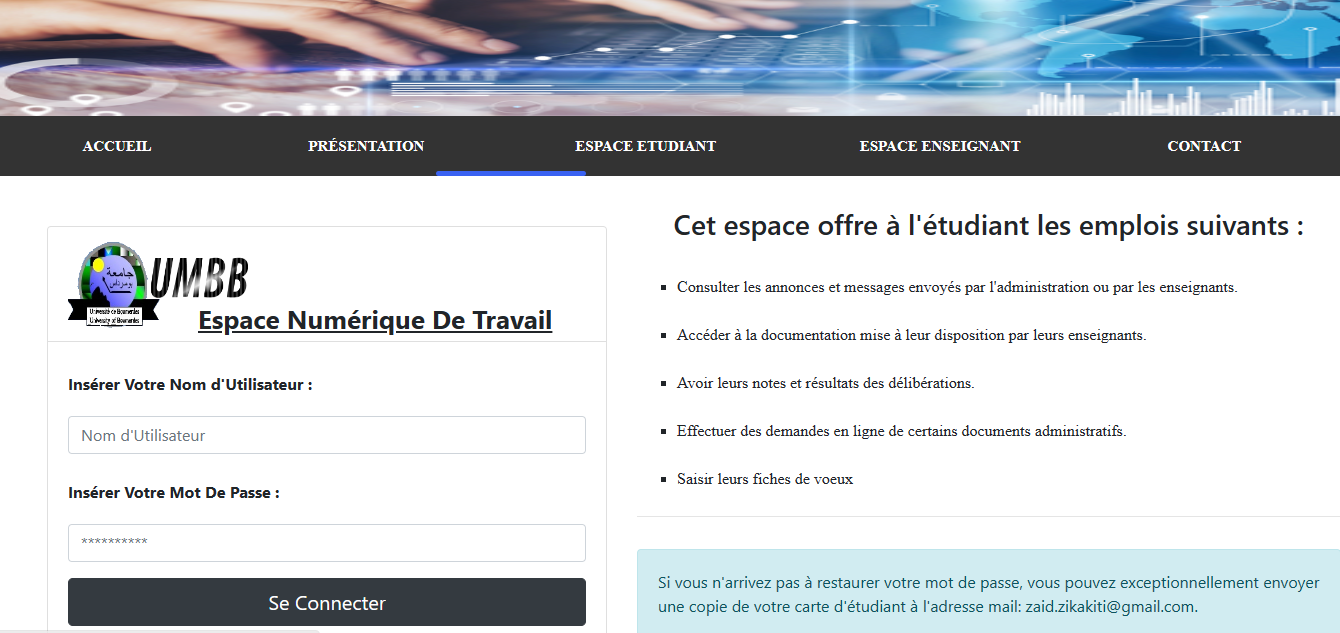 ACCUEIL
PRÉSENTATION
ESPACE ETUDIANT
ESPACE ENSEIGNANT
CONTACT
جامعة
بومرداس
UMBB
Université de Boumerdes
University of Boumerdes
Espace Numérique De Travail
Insérer Votre Nom d'Utilisateur :
Nom d'Utilisateur
Insérer Votre Mot De Passe :
**********
Se Connecter
Cet espace offre à l'étudiant les emplois suivants :
Consulter les annonces et messages envoyés par l'administration ou par les enseignants.
Accéder à la documentation mise à leur disposition par leurs enseignants.
Avoir leurs notes et résultats des délibérations.
Effectuer des demandes en ligne de certains documents administratifs.
Saisir leurs fiches de voeux
Si vous n'arrivez pas à restaurer votre mot de passe, vous pouvez exceptionnellement envoyer
une copie de votre carte d'étudiant à l'adresse mail: zaid.zikakiti@gmail.com.